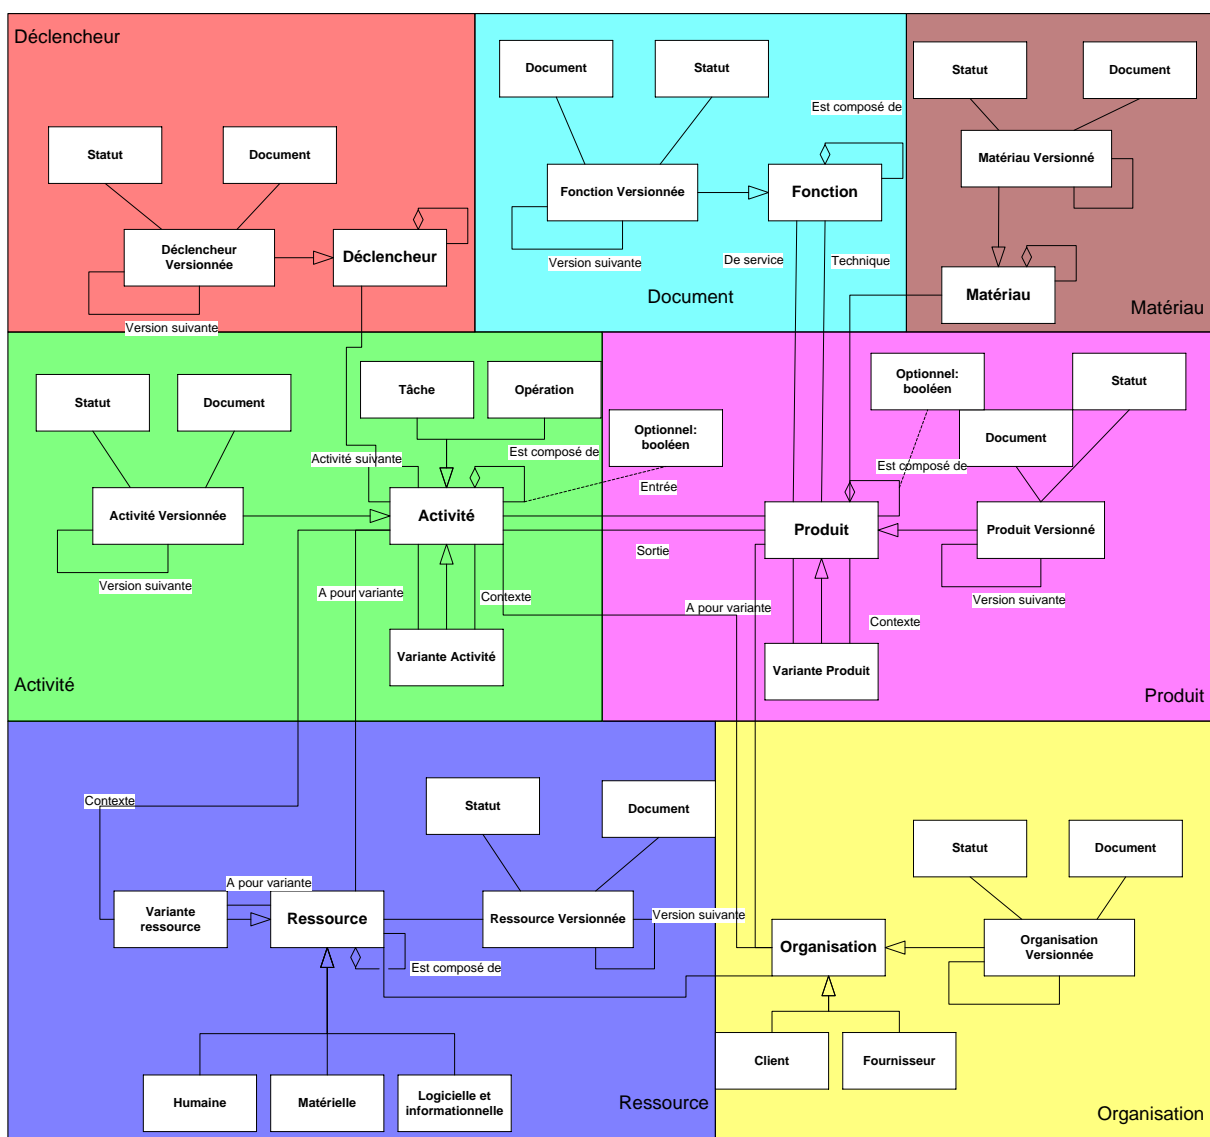 Déclencheur
Statut
Document
Déclencheur
Versionnée
Déclencheur
Version suivante
Document
Statut
Est composé de
Fonction Versionnée
Fonction
Version suivante
De service
Technique
Document
Statut
Document
Matériau Versionné
Matériau
Matériau
Statut
Document
Tâche
Opération
Optionnel:
booléen
Activité suivante
Est composé de
Entrée
Activité Versionnée
Activité
Version suivante
Sortie
A pour variante
Contexte
Variante Activité
Activité
Optionnel:
booléen
Statut
Document
Est composé de
Produit
Produit Versionné
Version suivante
A pour variante
Contexte
Variante Produit
Produit
Contexte
Statut
Document
A pour variante
Variante
ressource
Ressource
Ressource Versionnée
Version suivante
Est composé de
Humaine
Matérielle
Logicielle et
informationnelle
Ressource
Statut
Document
Organisation
Organisation
Versionnée
Client
Fournisseur
Organisation